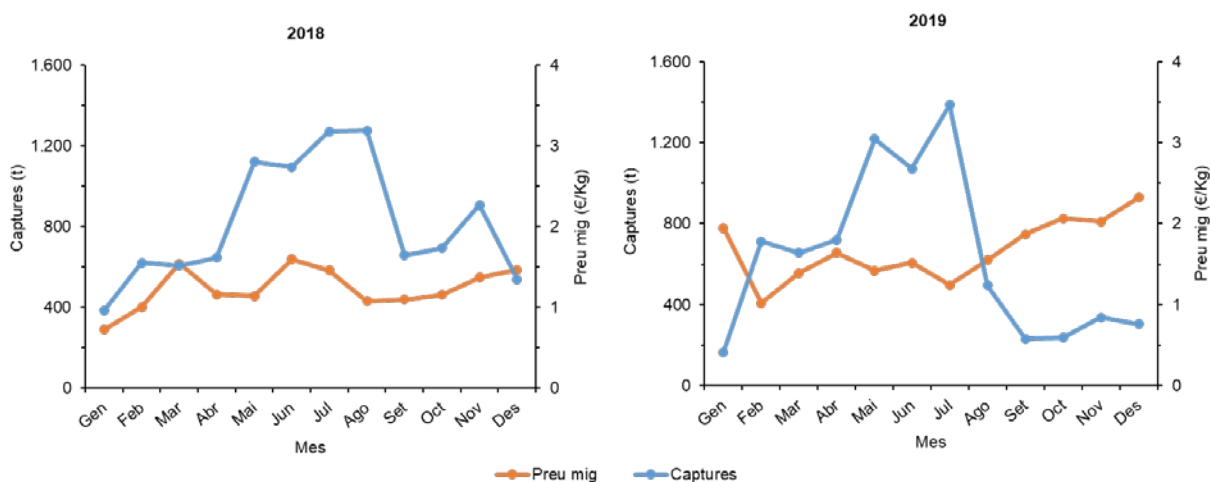 2018
1.600
1.200
800
400
0
Captures (t)
4
3
2
1
0
Preu mig (€/Kg)
Gen Feb Mar Abr Mai Jun Jul Ago Set Oct Nov Des
Mes
2019
1.600
1.200
800
400
0
Captures (t)
4
3
2
1
0
Preu mig (€/Kg)
Gen Feb Mar Abr Mai Jun Jul Ago Set Oct Nov Des
Mes
Preu mig Captures